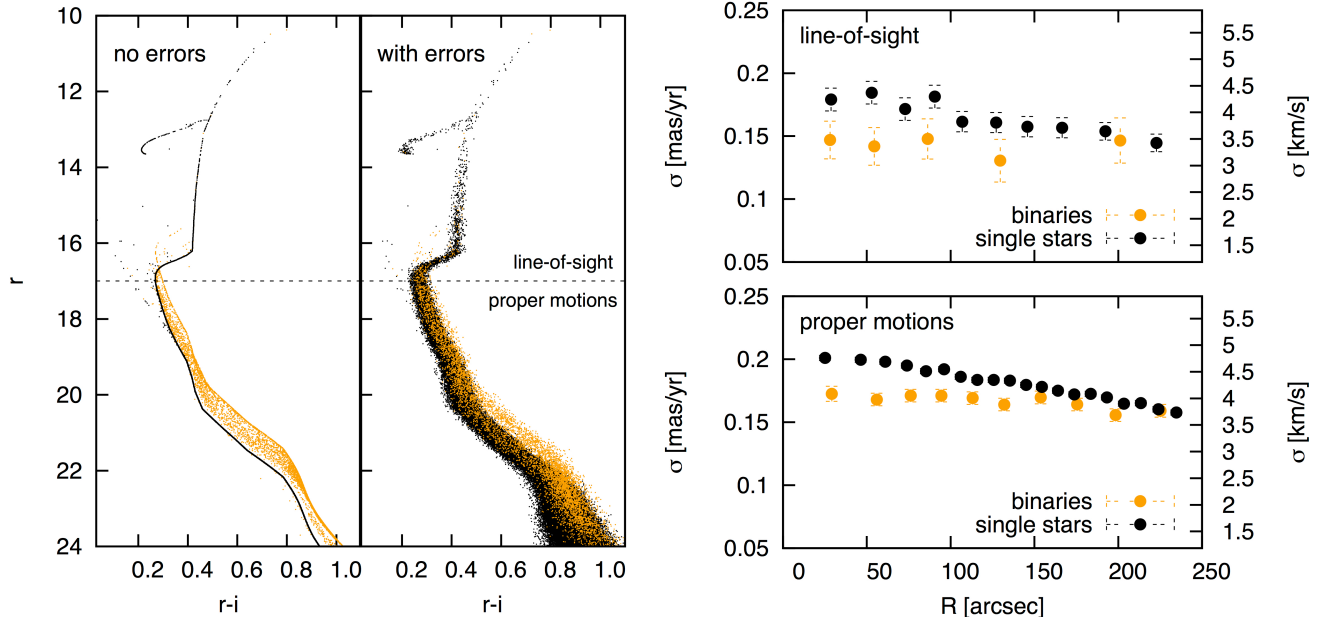 no errors
with errors
line-of-sight
proper motions
10
12
14
16
18
20
22
24
r
0.2 0.4 0.6 0.8 1.0
0.2 0.4 0.6 0.8 1.0
r-i
r-i
line-of-sight
0.25
0.2
0.15
0.1
0.05
σ [mas/yr]
5.5
5
4.5
4
3.5
3
2.5
2
1.5
σ [km/s]
binaries
single stars
proper motions
0.25
0.2
0.15
0.1
0.05
σ [mas/yr]
5.5
5
4.5
4
3.5
3
2.5
2
1.5
σ [km/s]
binaries
single stars
0 50 100 150 200 250
R [arcsec]